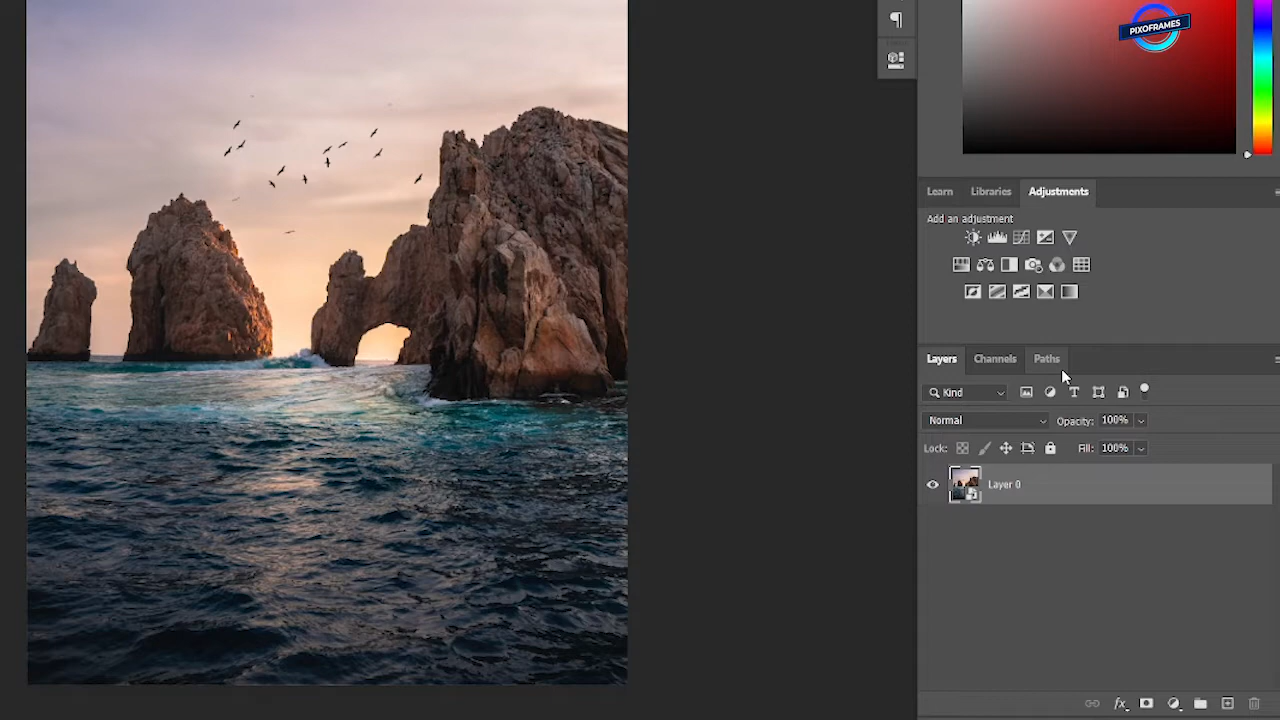 PIXOFRAMES
Learn Libraries Adjustments
Add an adjustment
Layers Channels Paths
Kind
Normal Opacity: 100%
Lock: Fill: 100%
Layer 0
fx